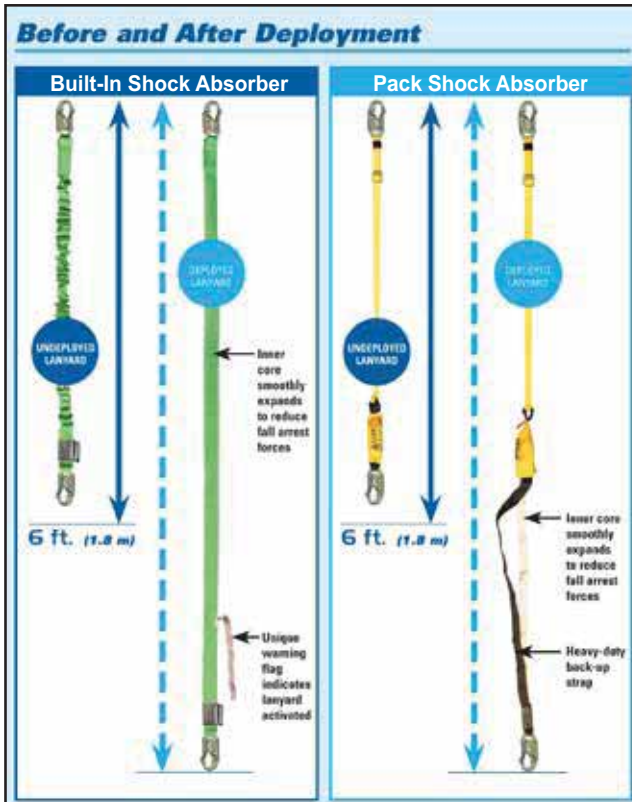 Before and After Deployment
Built-In Shock Absorber
DEPLOYED
LANYARD
UNDEPLOYED
LANYARD
Inner
core
smoothly
expands
to reduce
fall arrest
forces
6 ft. (1.8 m)
Unique
warning
flag
indicates
lanyard
activated
Pack Shock Absorber
DEPLOYED
LANYARD
UNDEPLOYED
LANYARD
6 ft. (1.8 m)
Inner core
smoothly
expands
to reduce
fall arrest
forces
Heavy-duty
back-up
strap